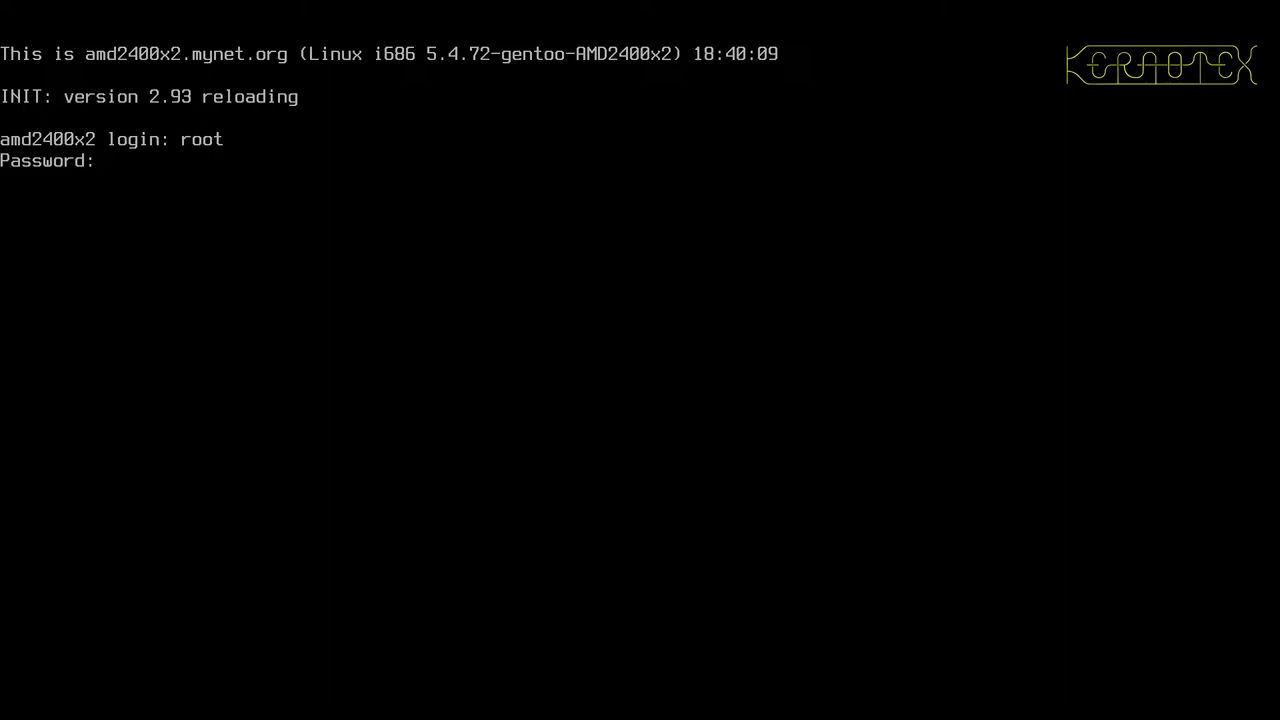 This is amd2400x2.mynet.org (Linux i686 5.4.72-gentoo-AMD2400x2) 18:40:09
KERNOTEX
INIT: version 2.93 reloading
amd2400x2 login: root
Password: